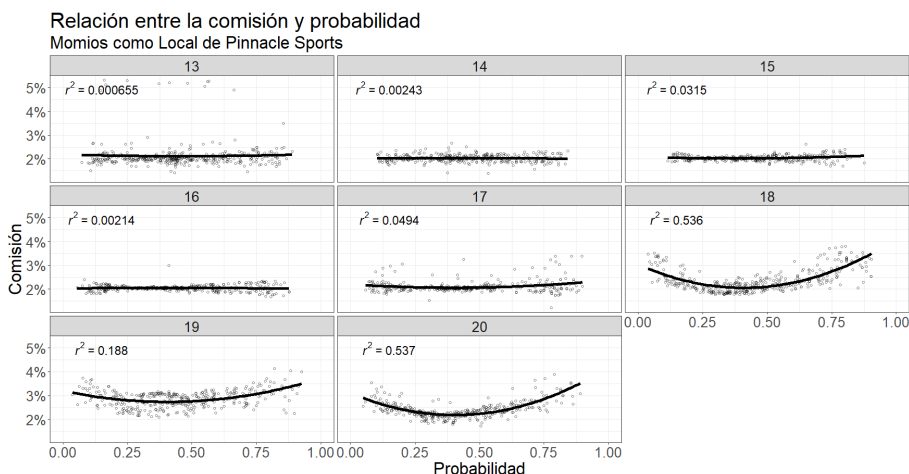 Relación entre la comisión y probabilidad
Momios como Local de Pinnacle Sports
13
14
15
r² = 0.000655
r² = 0.00243
r² = 0.0315
5%
4%
3%
2%
16
17
18
r² = 0.00214
r² = 0.0494
r² = 0.536
5%
4%
3%
2%
Comisión
19
20
r² = 0.188
r² = 0.537
5%
4%
3%
2%
0.00 0.25 0.50 0.75 1.00
0.00 0.25 0.50 0.75 1.00
0.00 0.25 0.50 0.75 1.00
Probabilidad